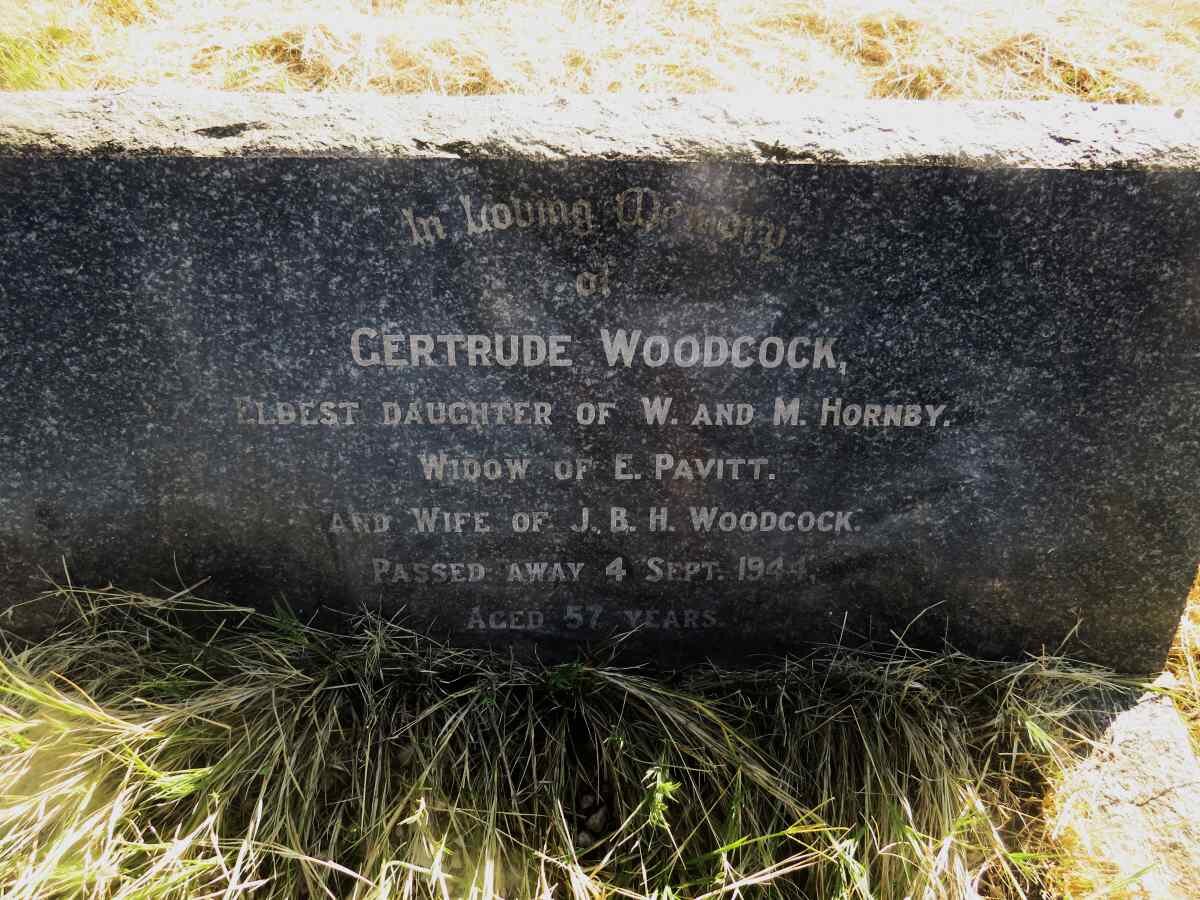 In Loving Memory
of
GERTRUDE WOODCOCK,
ELDEST DAUGHTER OF W. AND M. HORNBY.
WIDOW OF E. PAVITT.
AND WIFE OF J. B. H. WOODCOCK.
PASSED AWAY 4 SEPT. 1944,
AGED 57 YEARS.